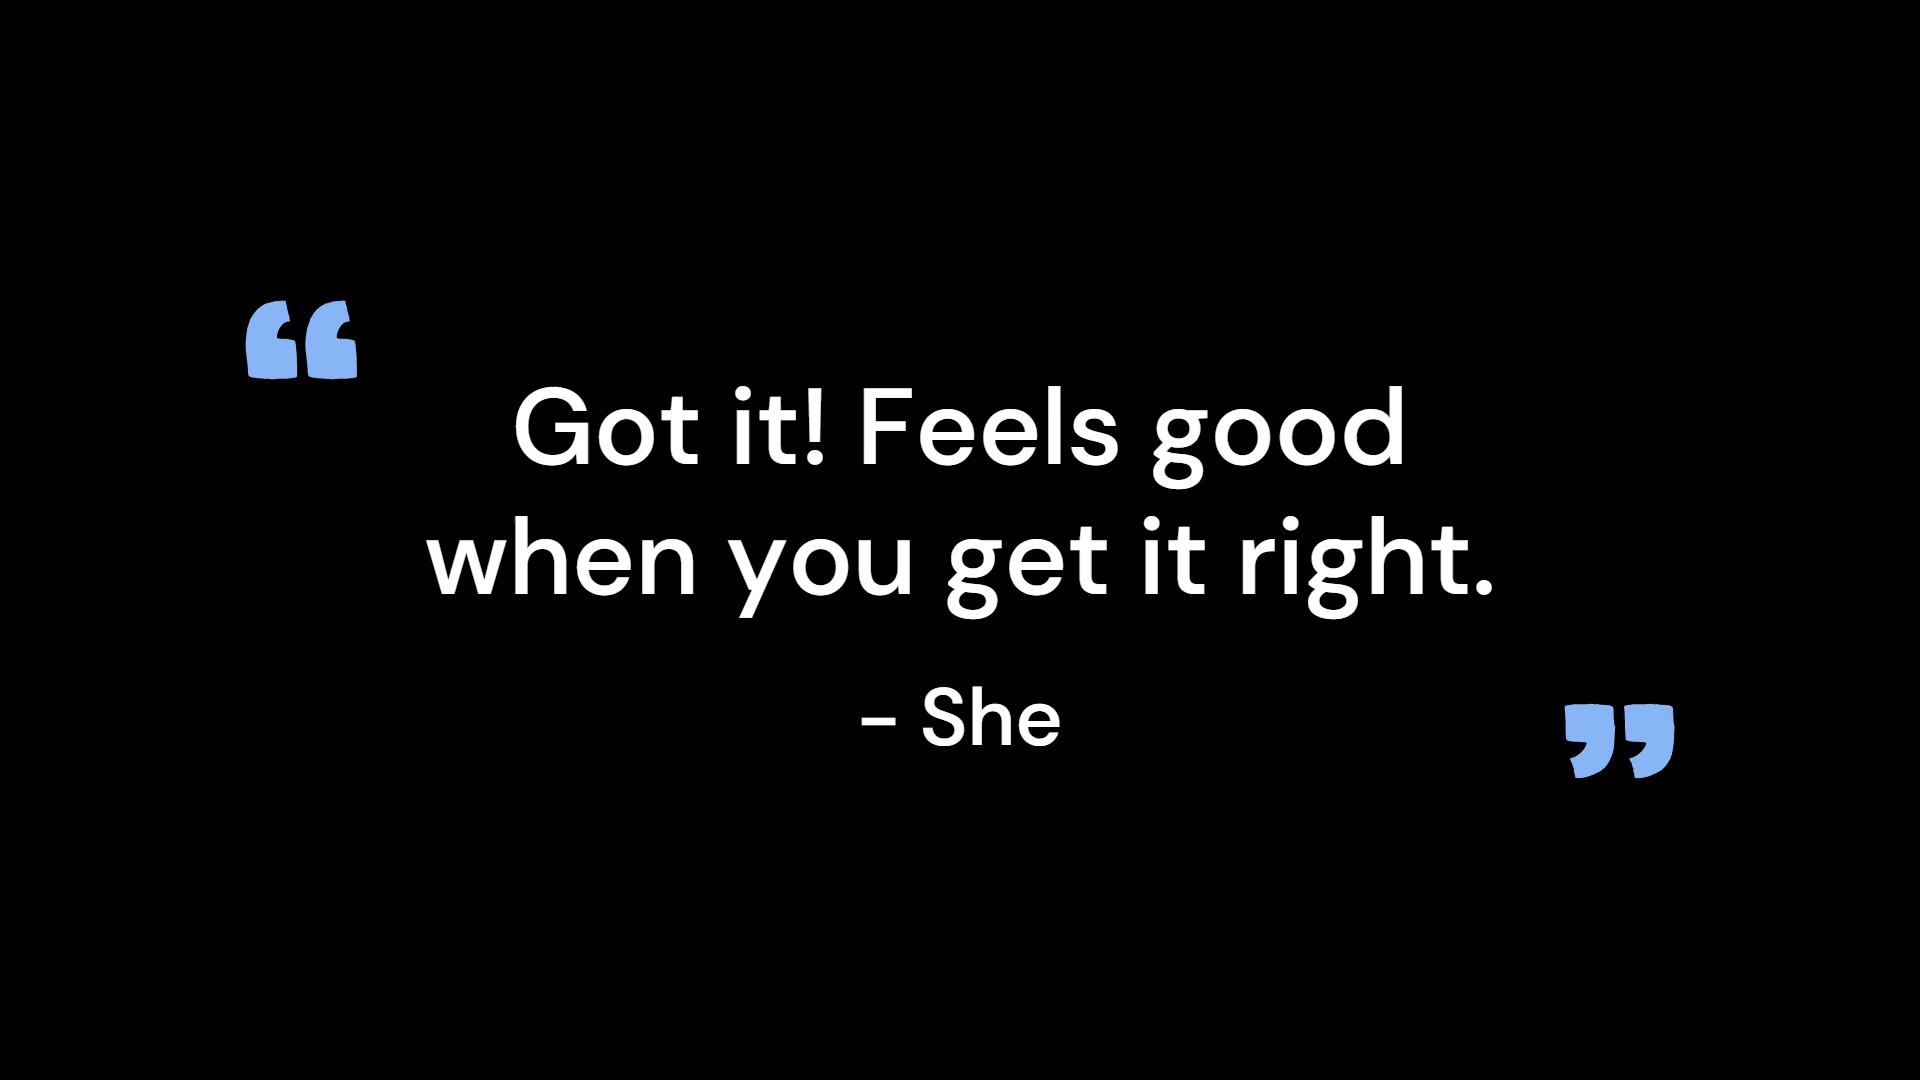 “
Got it! Feels good
when you get it right.
– She
”